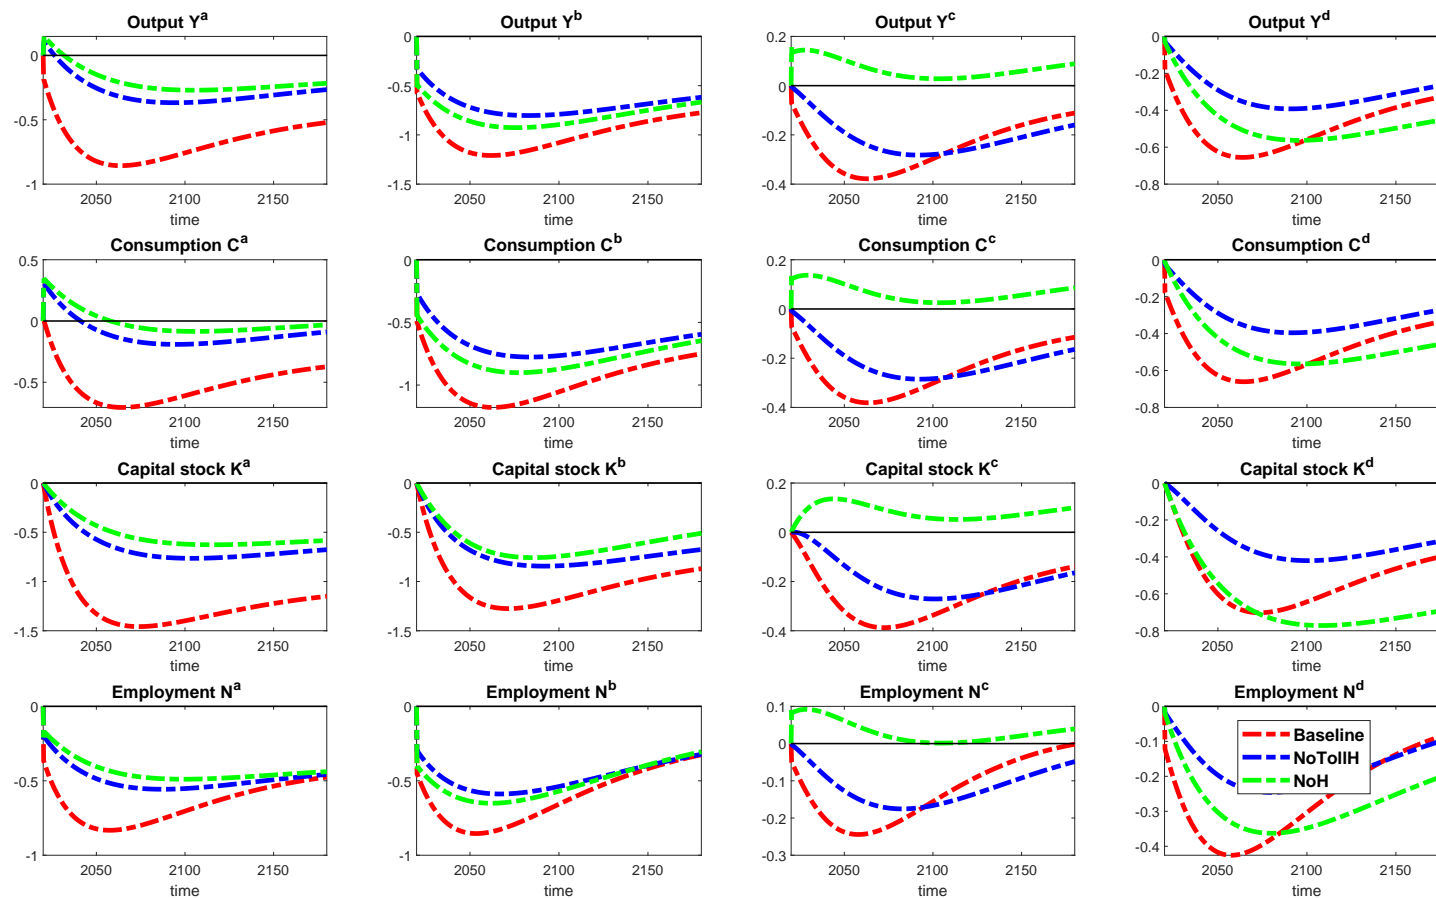 Output Y^a
Output Y^b
Output Y^c
Output Y^d
0
-0.5
-1
2050 2100 2150
time
0
-0.5
-1
-1.5
2050 2100 2150
time
0.2
0
-0.2
-0.4
2050 2100 2150
time
0
-0.2
-0.4
-0.6
-0.8
2050 2100 2150
time
Consumption C^a
Consumption C^b
Consumption C^c
Consumption C^d
0.5
0
-0.5
2050 2100 2150
time
0
-0.5
-1
2050 2100 2150
time
0.2
0
-0.2
-0.4
2050 2100 2150
time
0
-0.2
-0.4
-0.6
-0.8
2050 2100 2150
time
Capital stock K^a
Capital stock K^b
Capital stock K^c
Capital stock K^d
0
-0.5
-1
-1.5
2050 2100 2150
time
0
-0.5
-1
-1.5
2050 2100 2150
time
0.2
0
-0.2
-0.4
2050 2100 2150
time
0
-0.2
-0.4
-0.6
-0.8
2050 2100 2150
time
Employment N^a
Employment N^b
Employment N^c
Employment N^d
0
-0.5
-1
2050 2100 2150
time
0
-0.5
-1
2050 2100 2150
time
0.1
0
-0.1
-0.2
-0.3
2050 2100 2150
time
0
-0.1
-0.2
-0.3
-0.4
2050 2100 2150
time
Baseline
NoTollH
NoH